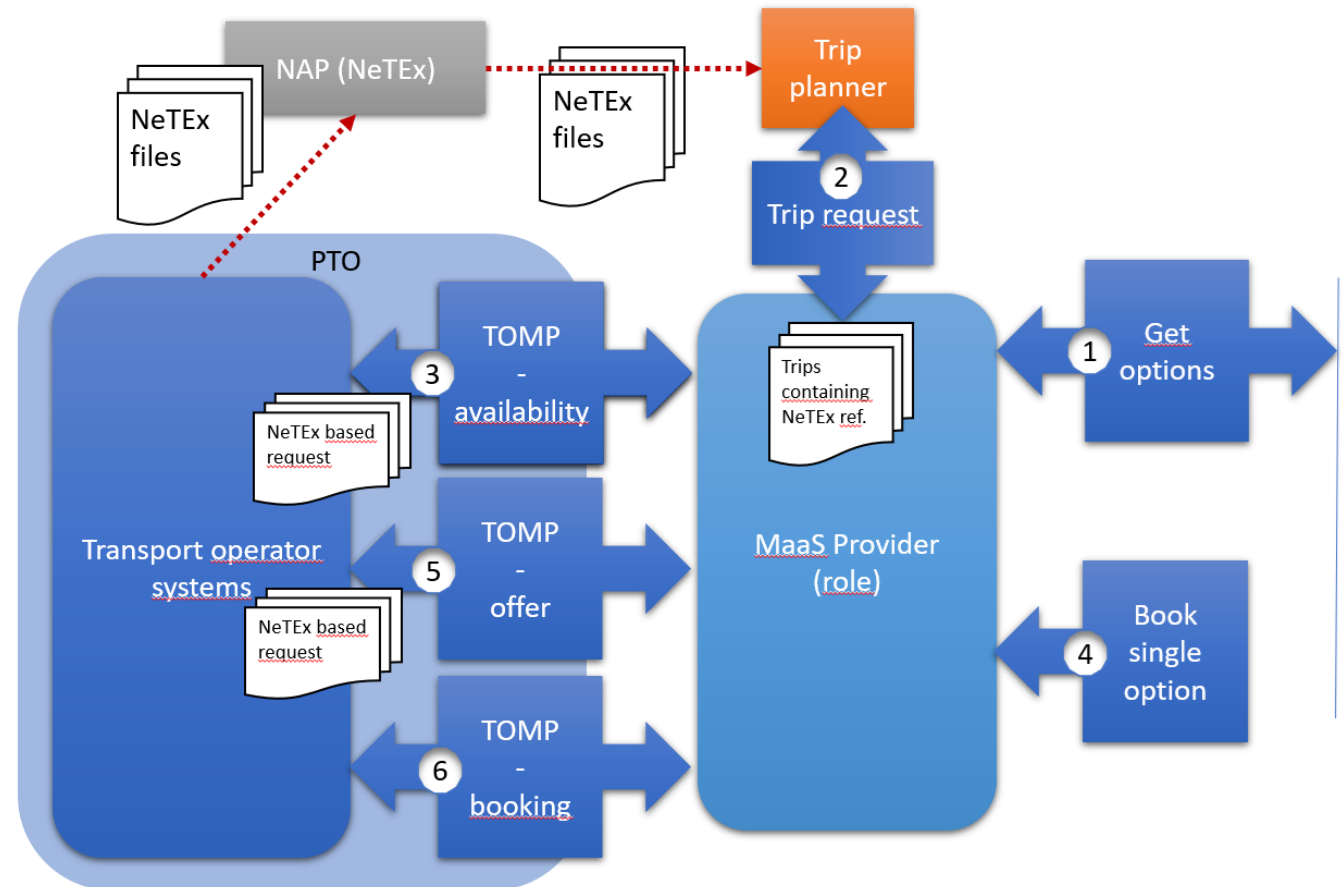 NAP (NeTEx)
NeTEx
files
NeTEx
files
Trip
planner
2
Trip request
PTO
TOMP
-
availability
3
NeTEx based
request
Trips
containing
NeTEx ref.
1
Get
options
Transport operator
systems
TOMP
-
offer
5
NeTEx based
request
MaaS Provider
(role)
4
Book
single
option
TOMP
-
booking
6